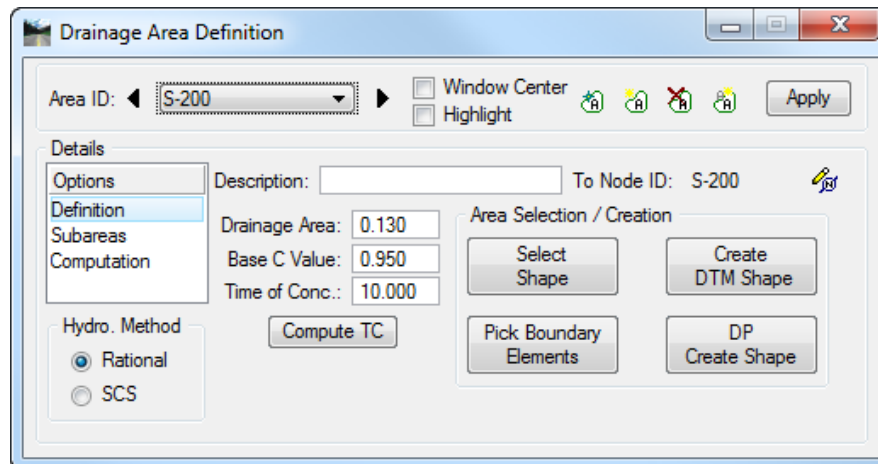 Drainage Area Definition
Area ID: S-200 Window Center
Highlight
Apply
Details
Options
Definition
Subareas
Computation
Description: To Node ID: S-200
Drainage Area: 0.130
Base C Value: 0.950
Time of Conc.: 10.000
Compute TC
Area Selection / Creation
Select
Shape
Create
DTM Shape
Pick Boundary
Elements
DP
Create Shape
Hydro. Method
Rational
SCS